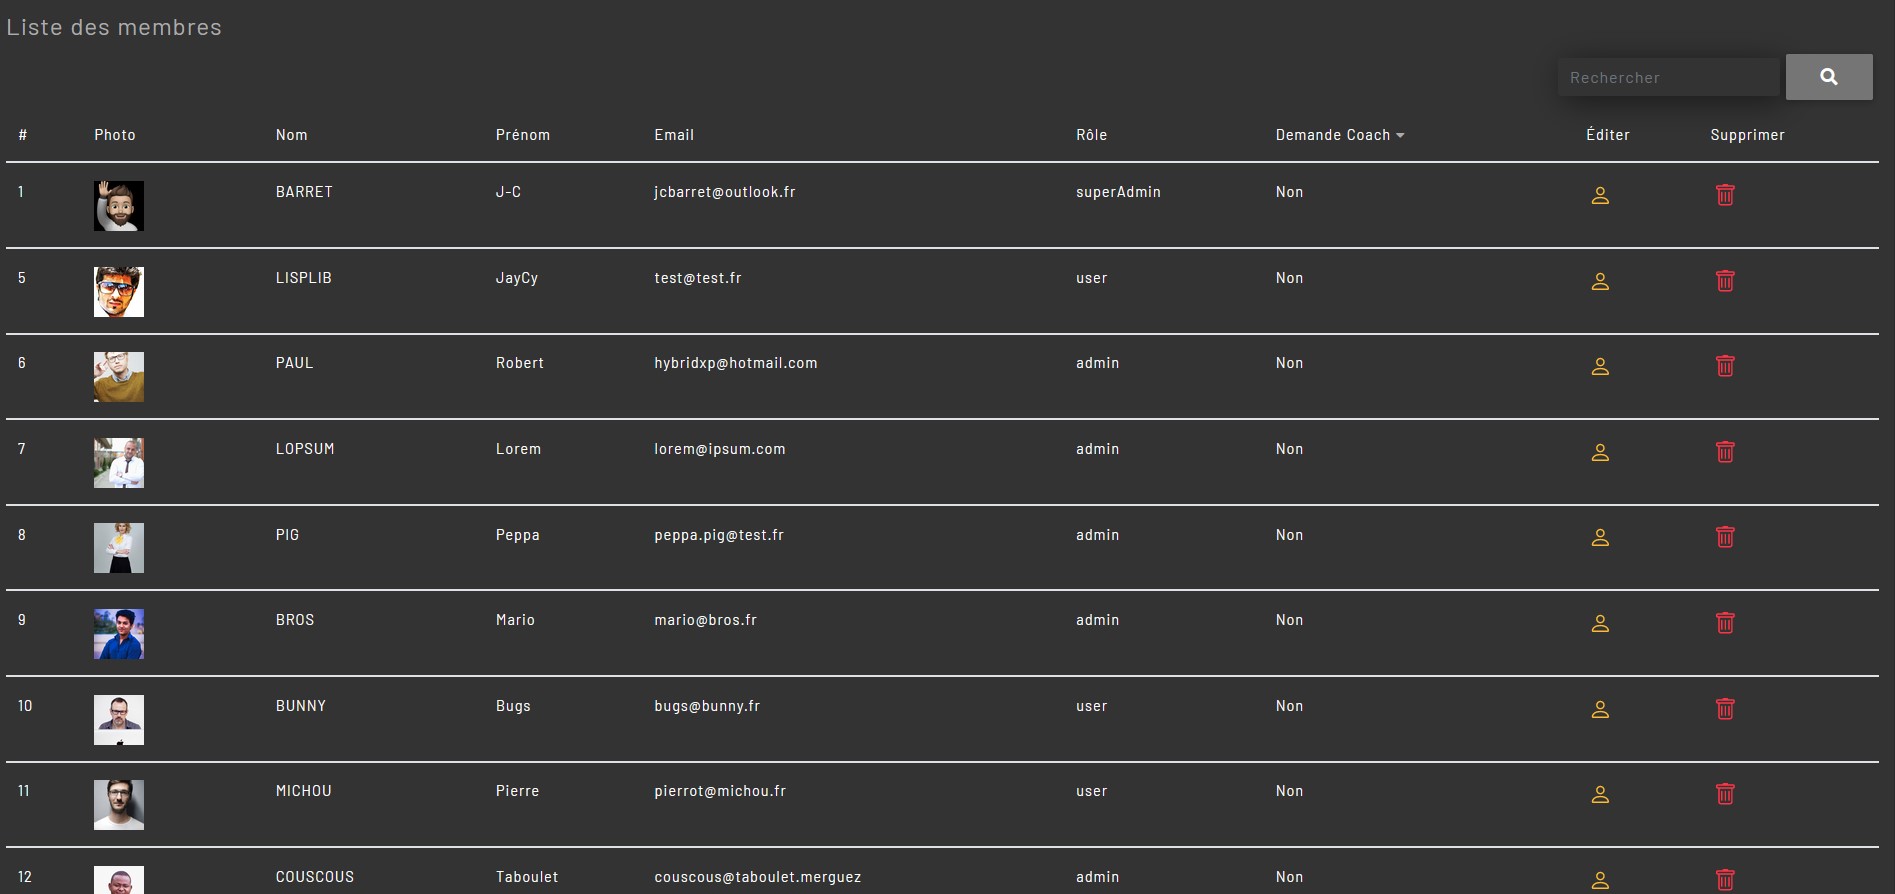 Liste des membres
Rechercher
# Photo Nom Prénom Email Rôle Demande Coach Éditer Supprimer
1 BARRET J-C jcbarret@outlook.fr superAdmin Non
5 LISPLIB JayCy test@test.fr user Non
6 PAUL Robert hybridxp@hotmail.com admin Non
7 LOPSUM Lorem lorem@ipsum.com admin Non
8 PIG Peppa peppa.pig@test.fr admin Non
9 BROS Mario mario@bros.fr admin Non
10 BUNNY Bugs bugs@bunny.fr user Non
11 MICHOU Pierre pierrot@michou.fr user Non
12 COUSCOUS Taboulet couscous@taboulet.merguez admin Non